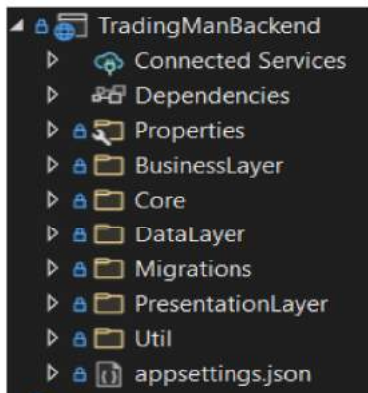 TradingManBackend
Connected Services
Dependencies
Properties
BusinessLayer
Core
DataLayer
Migrations
PresentationLayer
Util
appsettings.json